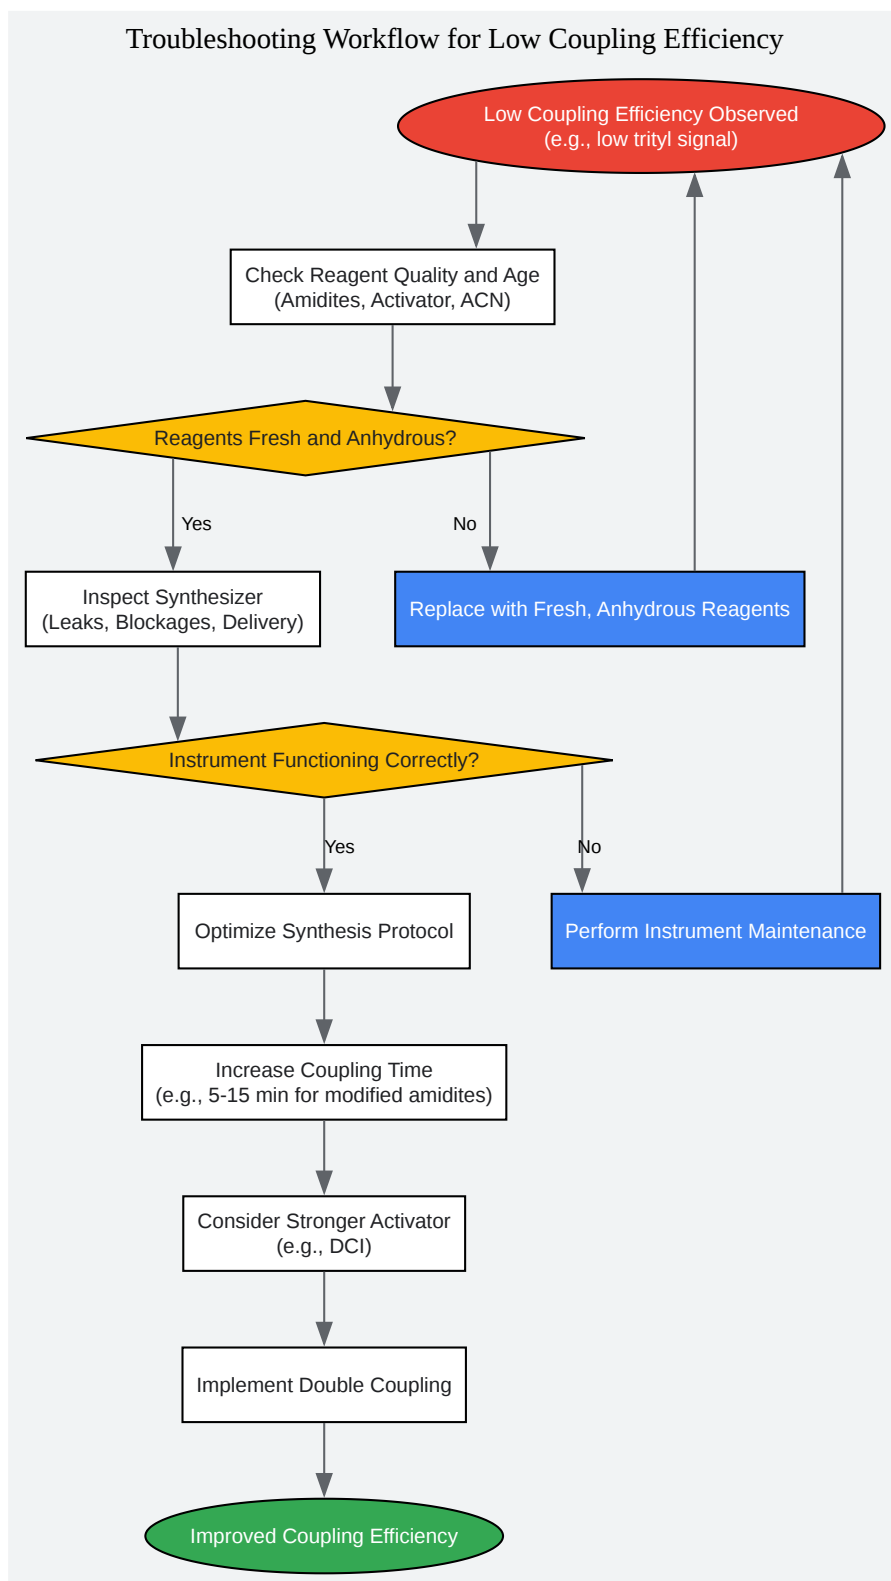 Troubleshooting Workflow for Low Coupling Efficiency
Low Coupling Efficiency Observed
(e.g., low trityl signal)
Check Reagent Quality and Age
(Amidites, Activator, ACN)
Reagents Fresh and Anhydrous?
Yes
No
Inspect Synthesizer
(Leaks, Blockages, Delivery)
Replace with Fresh, Anhydrous Reagents
Instrument Functioning Correctly?
Yes
No
Optimize Synthesis Protocol
Perform Instrument Maintenance
Increase Coupling Time
(e.g., 5-15 min for modified amidites)
Consider Stronger Activator
(e.g., DCI)
Implement Double Coupling
Improved Coupling Efficiency